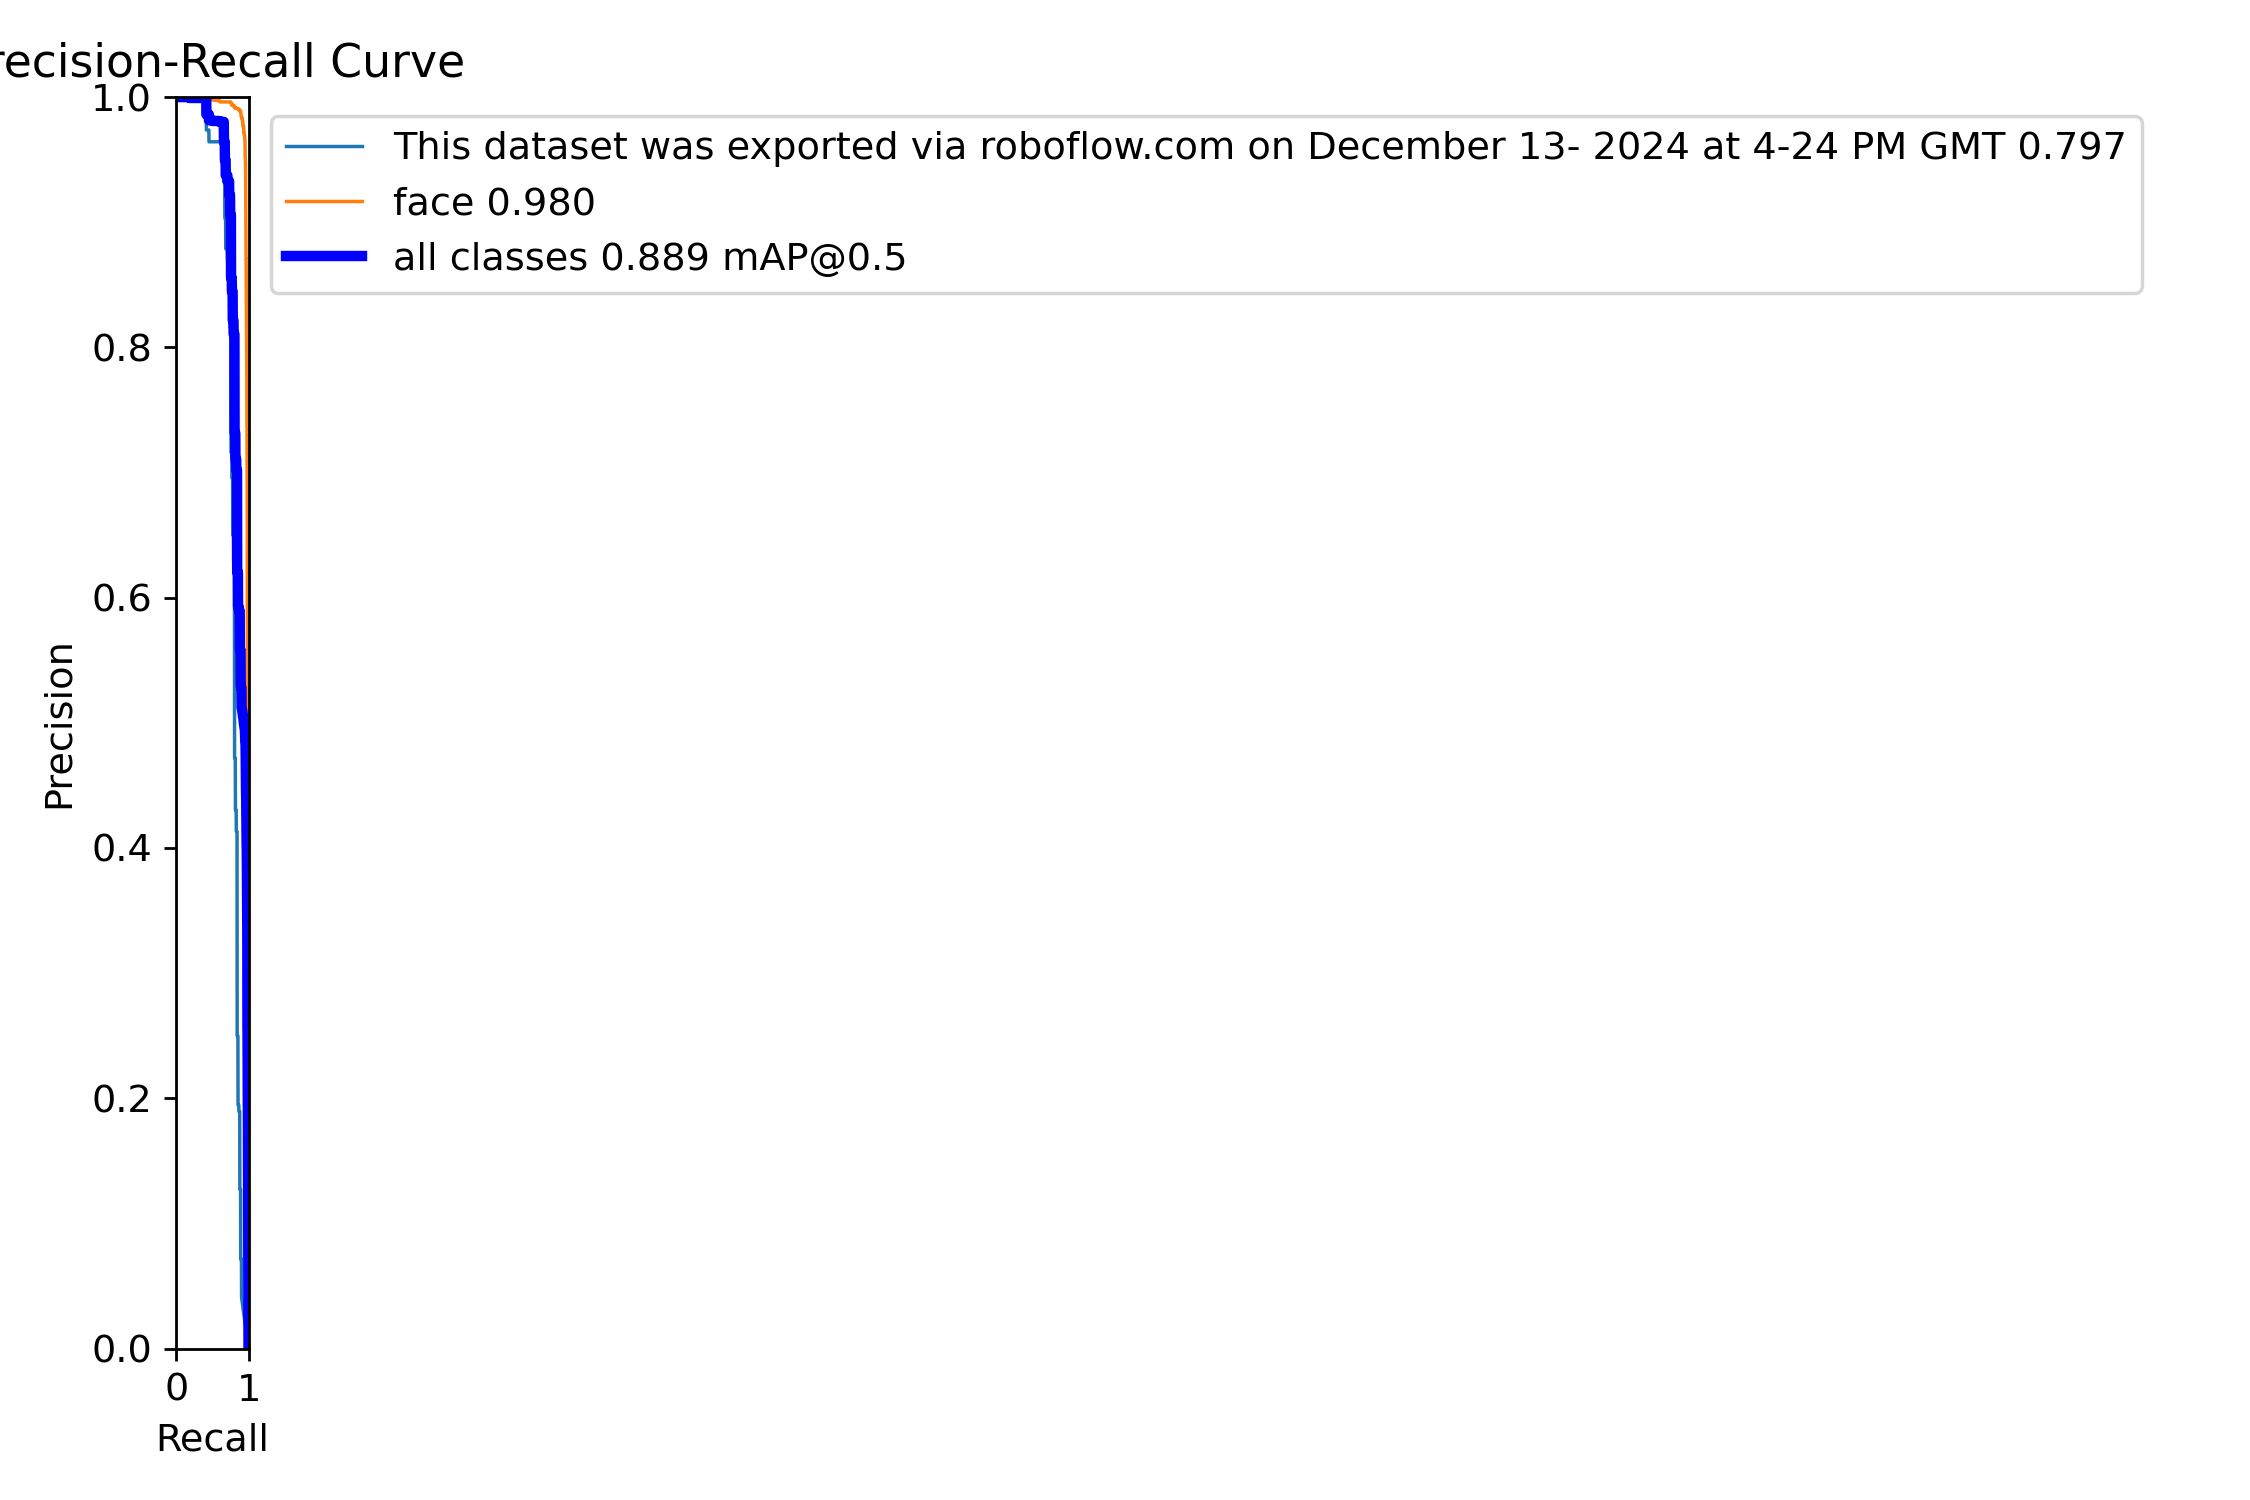 recision-Recall Curve
1.0
0.8
0.6
0.4
0.2
0.0
Precision
0 1
Recall
This dataset was exported via roboflow.com on December 13- 2024 at 4-24 PM GMT 0.797
face 0.980
all classes 0.889 mAP@0.5